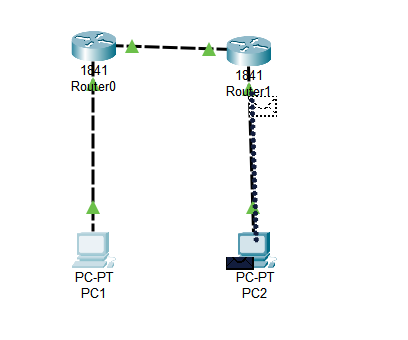 1841
Router0
1841
Router1
PC-PT
PC1
PC-PT
PC2